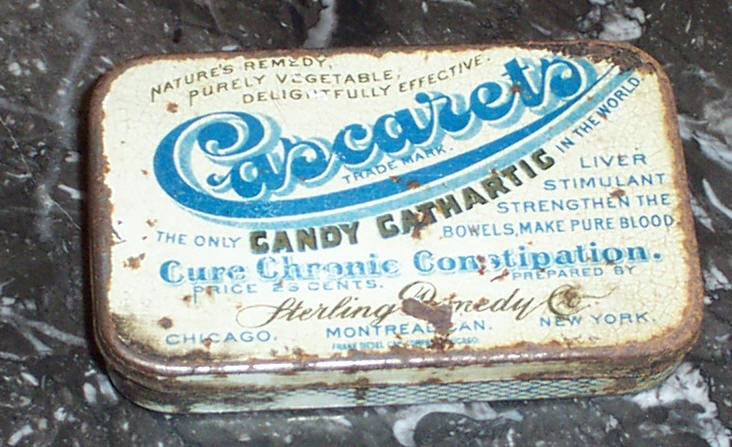 NATURE'S REMEDY,
PURELY VEGETABLE,
DELIGHTFULLY EFFECTIVE.
Cascarets
TRADE MARK.
THE ONLY CANDY CATHARTIC IN THE WORLD.
LIVER
STIMULANT
STRENGTHEN THE
BOWELS, MAKE PURE BLOOD.
Cure Chronic Constipation.
PRICE 25 CENTS.
PREPARED BY
Sterling Remedy Co.
CHICAGO. MONTREAL, CAN. NEW YORK.